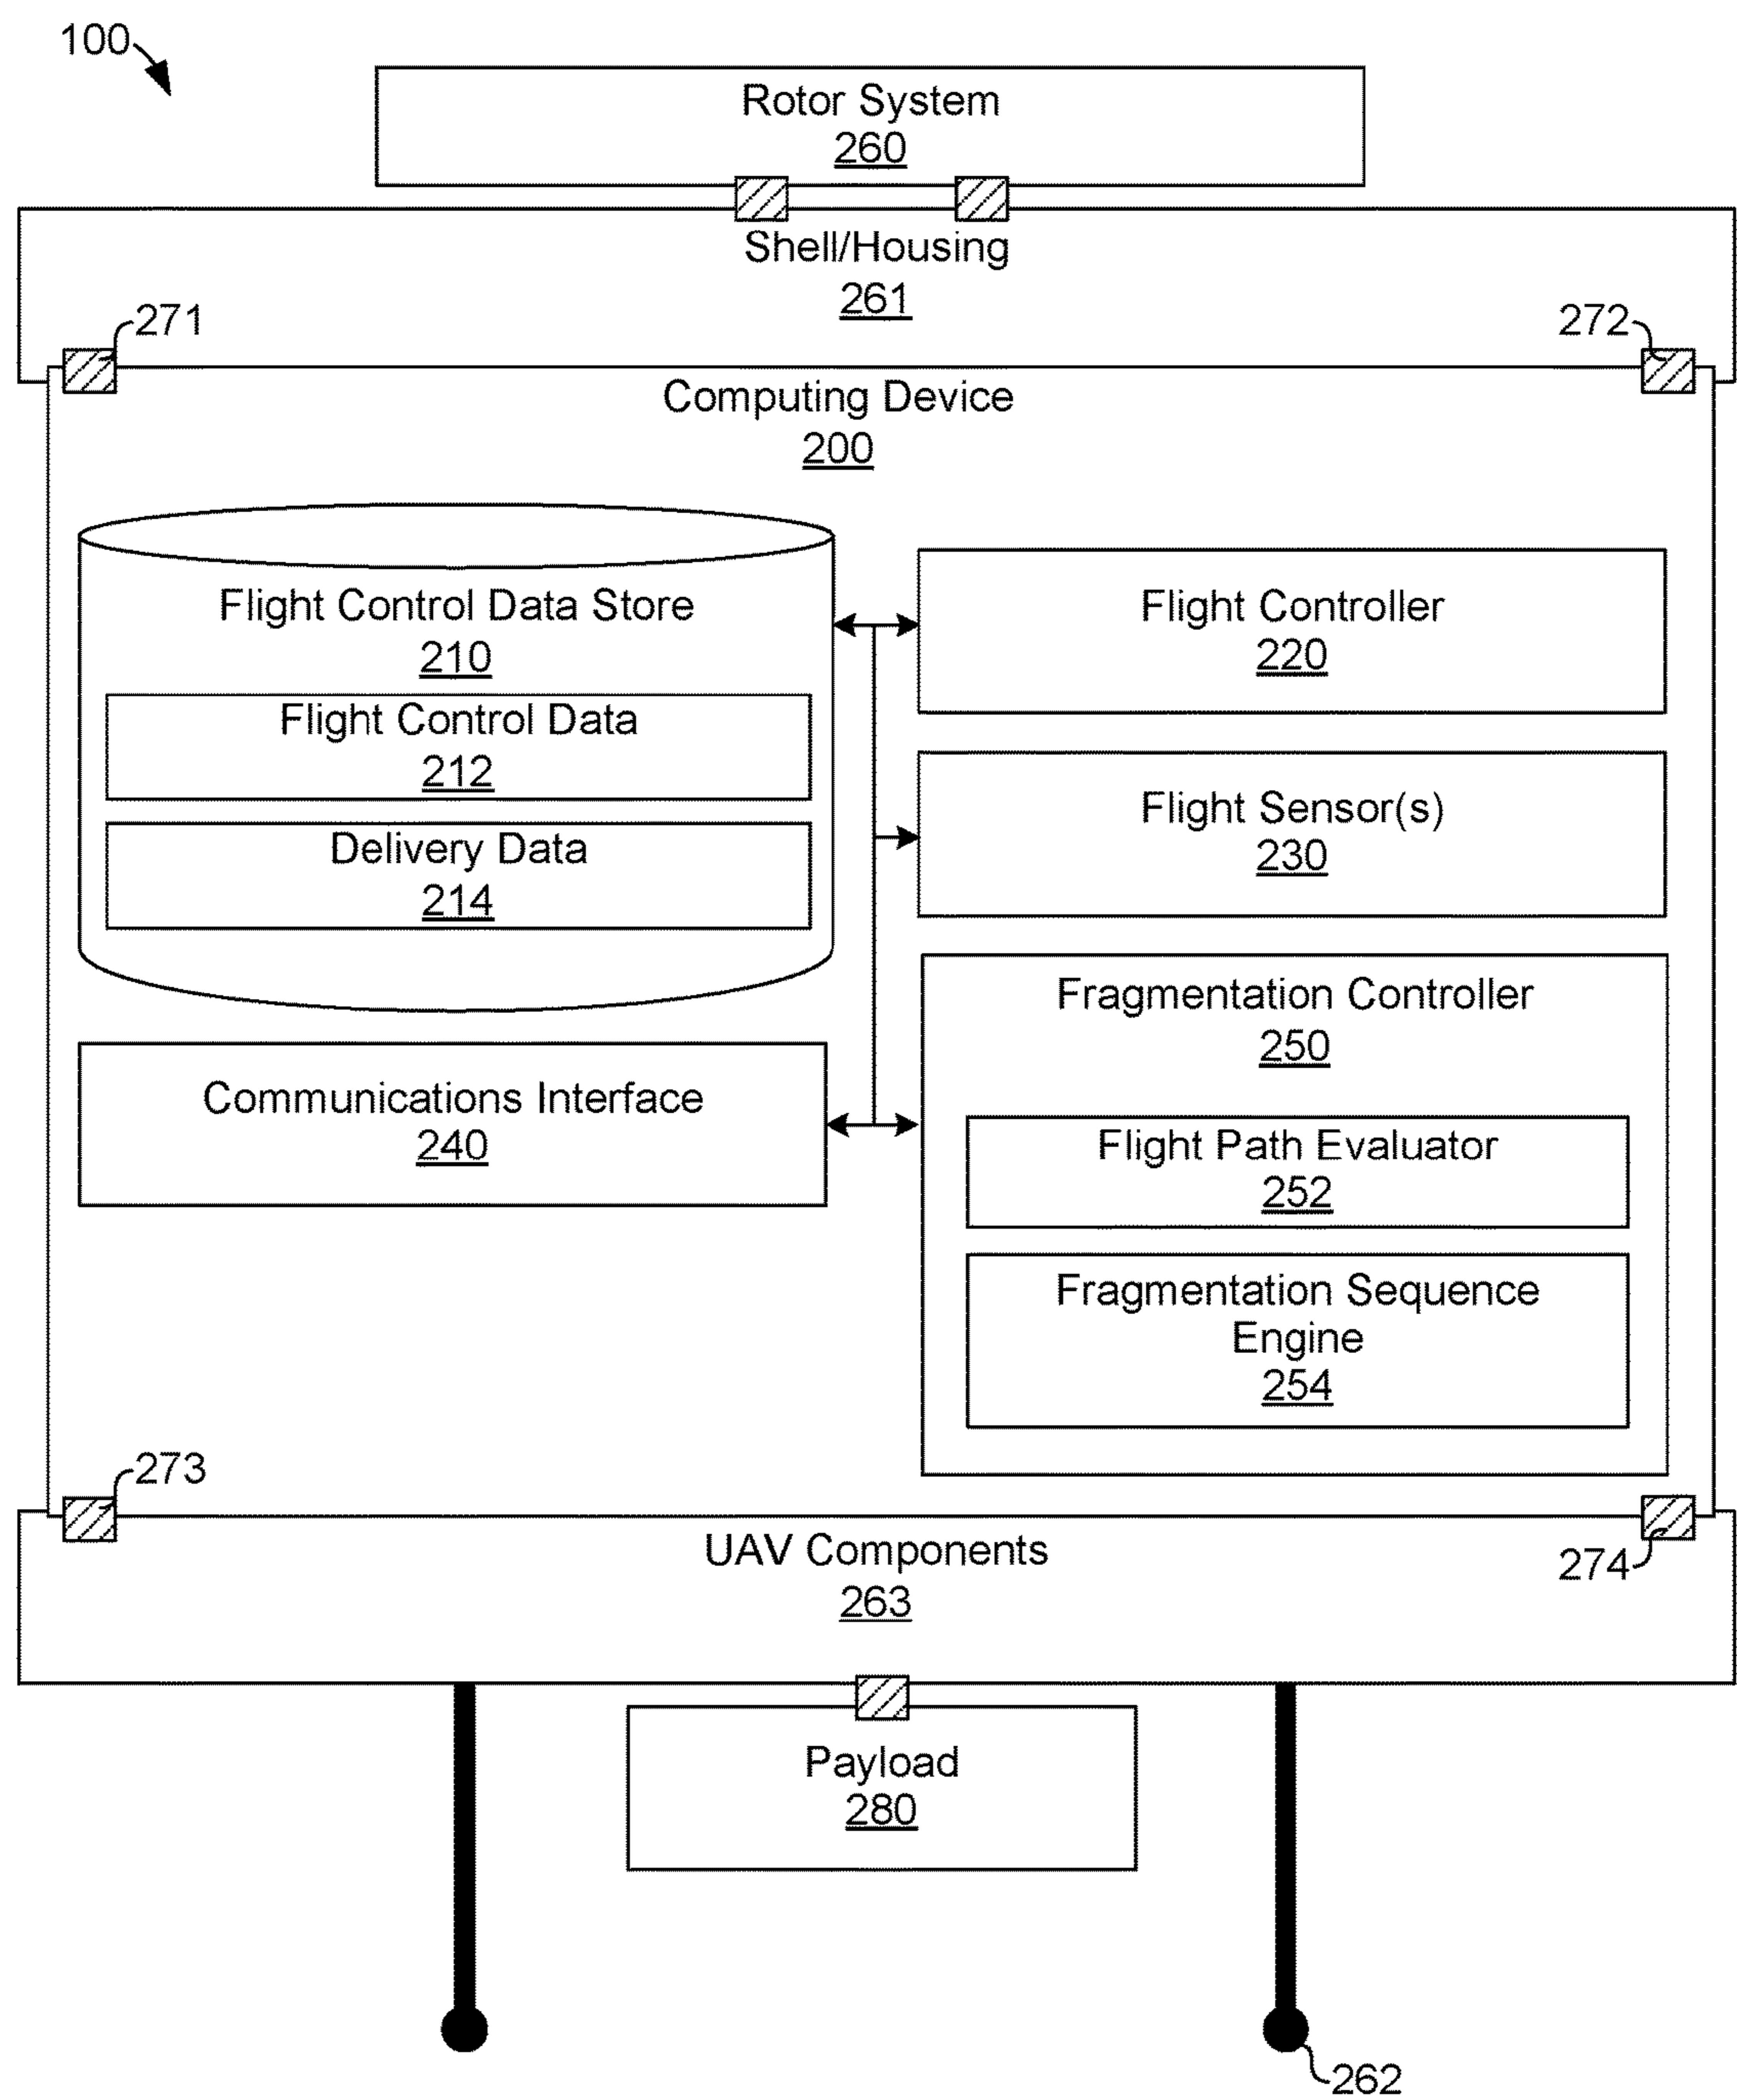 100
Rotor System
260
Shell/Housing
261
271
272
Computing Device
200
Flight Control Data Store
210
Flight Control Data
212
Delivery Data
214
Flight Controller
220
Flight Sensor(s)
230
Communications Interface
240
Fragmentation Controller
250
Flight Path Evaluator
252
Fragmentation Sequence
Engine
254
273
274
UAV Components
263
Payload
280
262